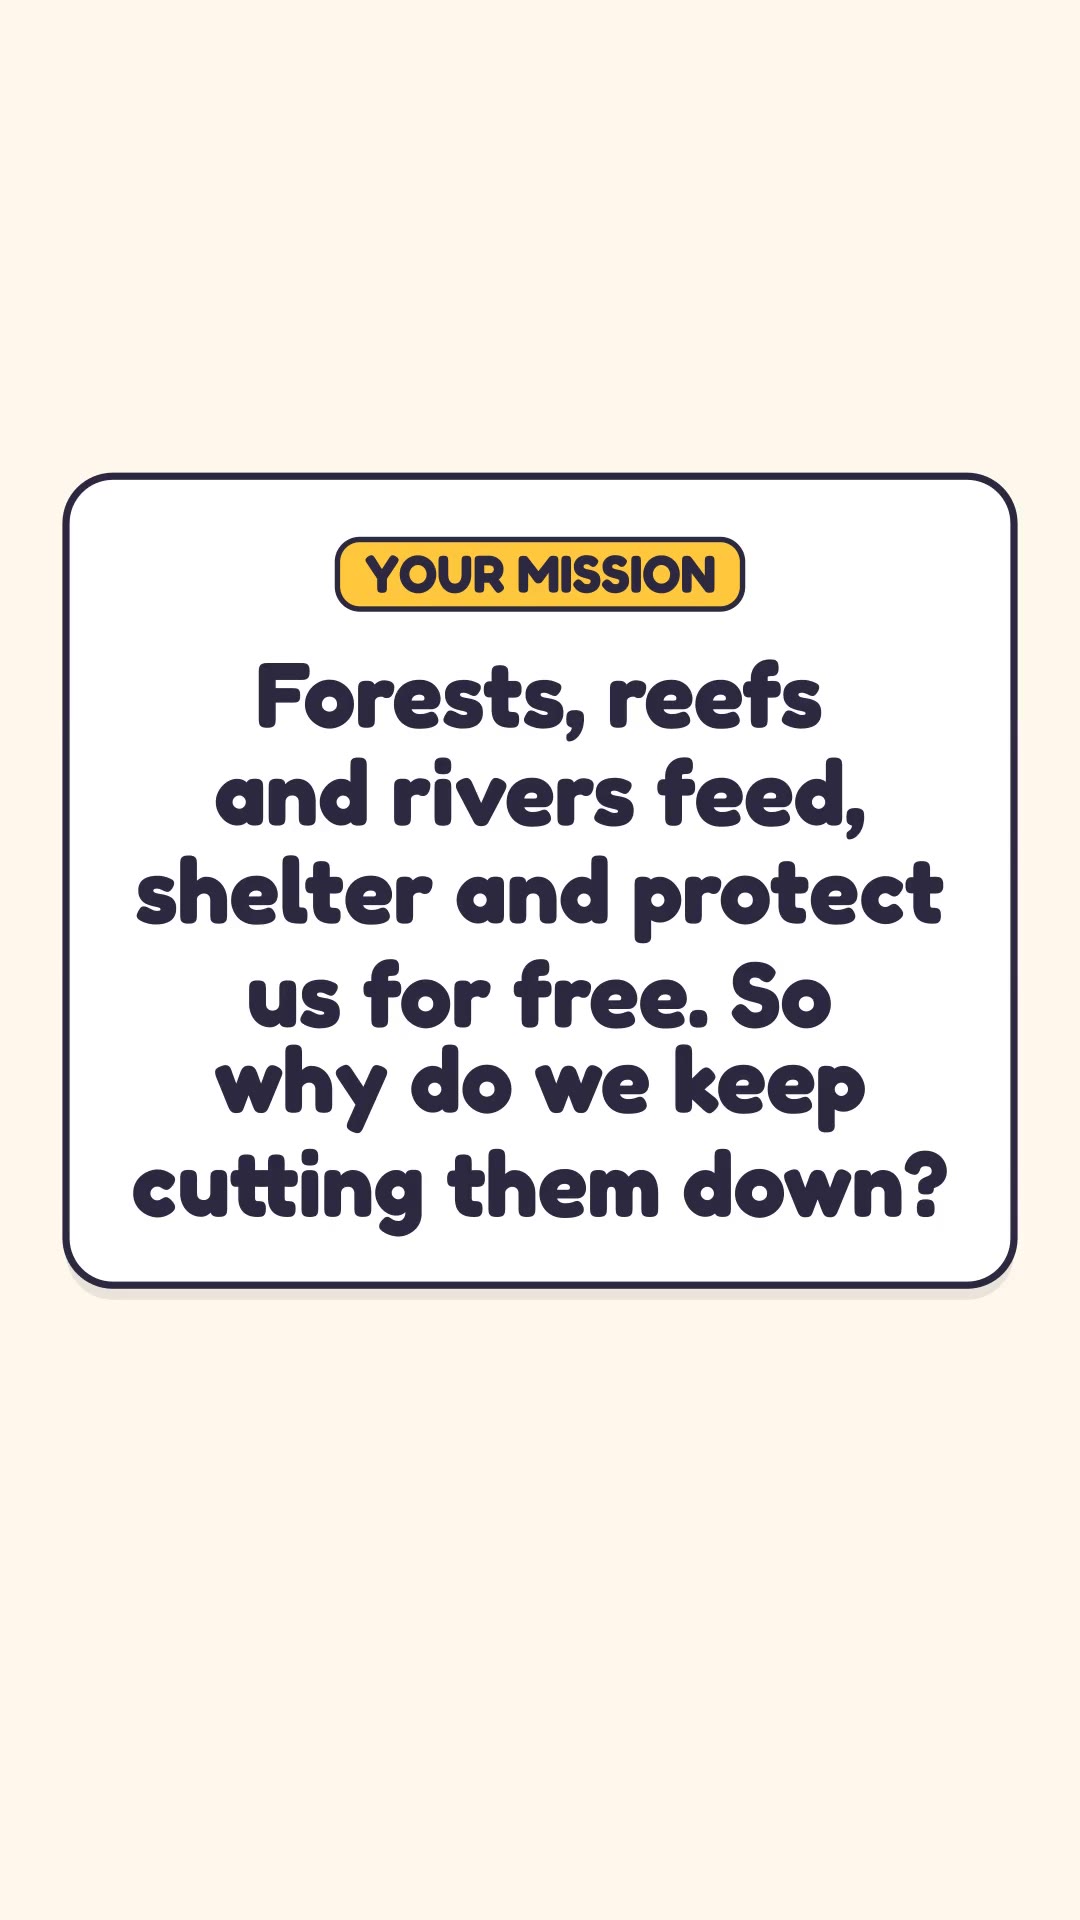 YOUR MISSION
Forests, reefs
and rivers feed,
shelter and protect
us for free. So
why do we keep
cutting them down?